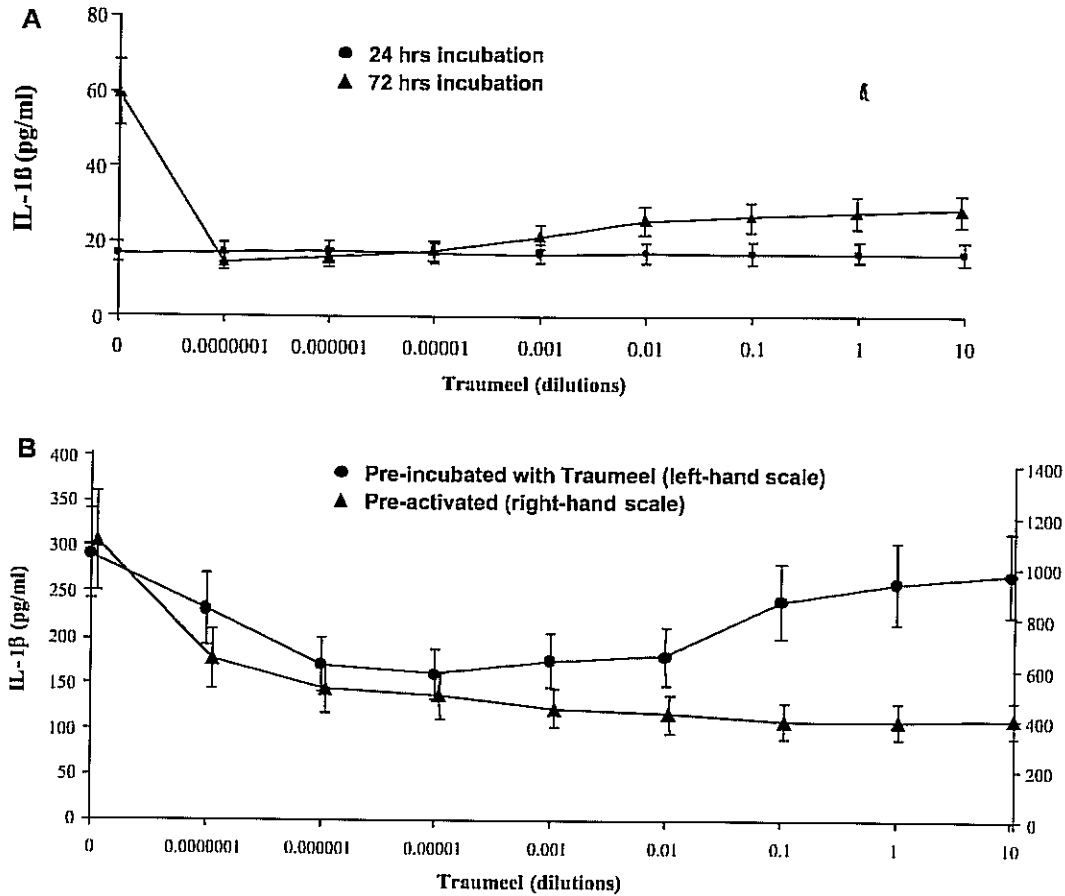 A
80
60
40
20
0
IL-1ß (pg/ml)
24 hrs incubation
72 hrs incubation
0 0.0000001 0.000001 0.00001 0.001 0.01 0.1 1 10
Traumeel (dilutions)
B
400
350
300
250
200
150
100
50
0
IL-1β (pg/ml)
Pre-incubated with Traumeel (left-hand scale)
Pre-activated (right-hand scale)
1400
1200
1000
800
600
400
200
0
0 0.0000001 0.000001 0.00001 0.001 0.01 0.1 1 10
Traumeel (dilutions)